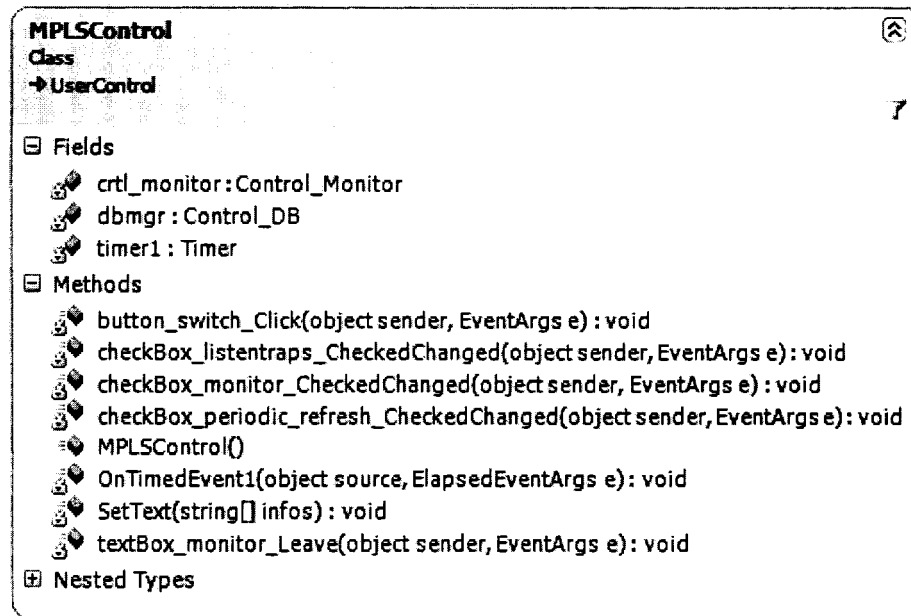 MPLSControl
Class
UserControl
Fields
crtl_monitor : Control_Monitor
dbmgr : Control_DB
timer1 : Timer
Methods
button_switch_Click(object sender, EventArgs e) : void
checkBox_listentraps_CheckedChanged(object sender, EventArgs e) : void
checkBox_monitor_CheckedChanged(object sender, EventArgs e) : void
checkBox_periodic_refresh_CheckedChanged(object sender, EventArgs e) : void
MPLSControl()
OnTimedEvent1(object source, ElapsedEventArgs e) : void
SetText(string[] infos) : void
textBox_monitor_Leave(object sender, EventArgs e) : void
Nested Types